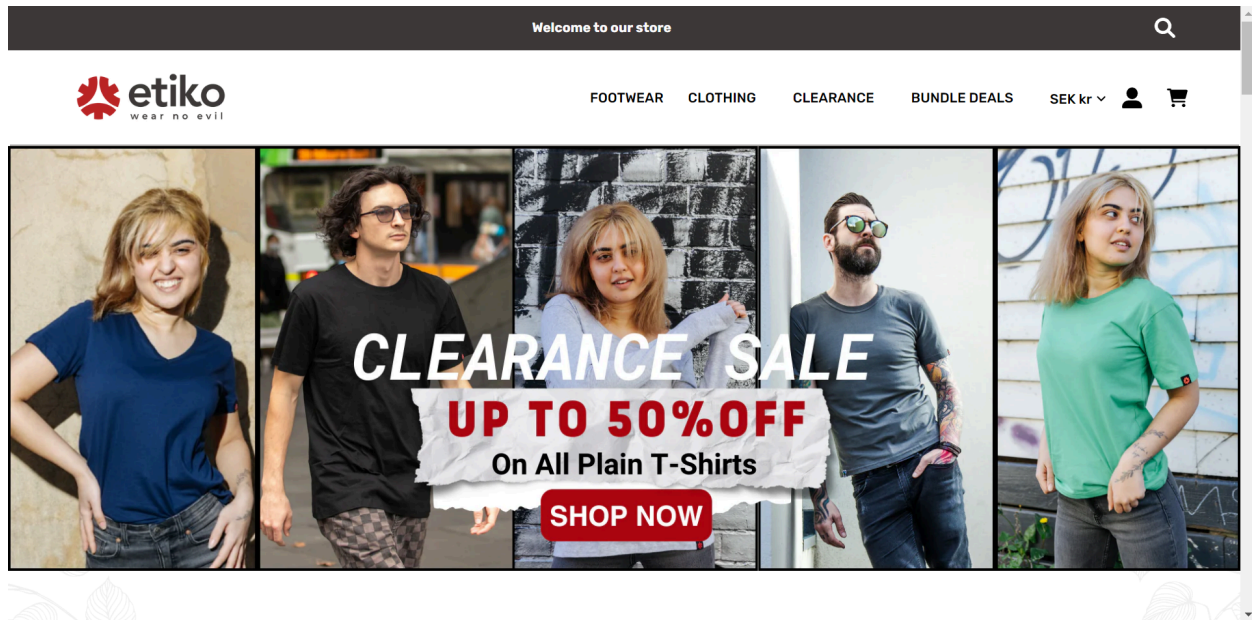 Welcome to our store
etiko
wear no evil
FOOTWEAR CLOTHING CLEARANCE BUNDLE DEALS SEK kr
CLEARANCE SALE
UP TO 50%OFF
On All Plain T-Shirts
SHOP NOW